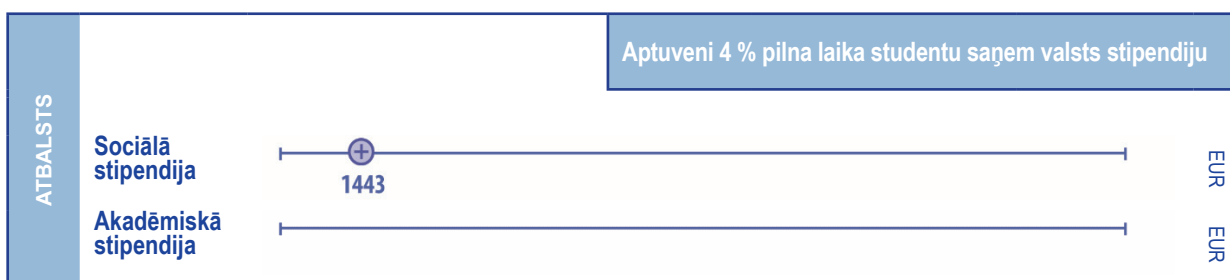 Aptuveni 4 % pilna laika studentu saņem valsts stipendiju
ATBALSTS
Sociālā
stipendija
1443
EUR
Akadēmiskā
stipendija
EUR